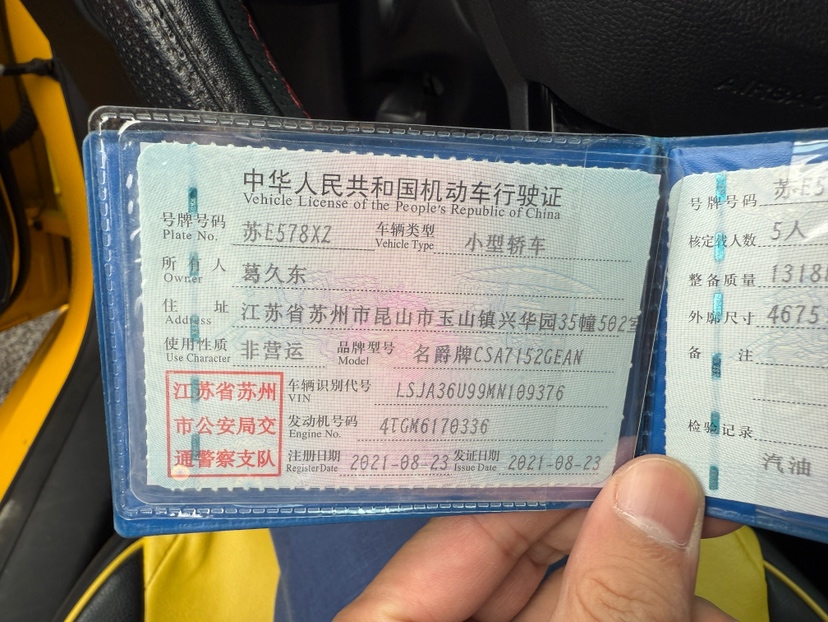 中华人民共和国机动车行驶证
Vehicle License of the People's Republic of China
号牌号码 苏E578XZ 车辆类型 小型轿车
Plate No. Vehicle Type
所有人 葛久东
Owner
住址 江苏省苏州市昆山市玉山镇兴华园35幢502室
Address
使用性质 非营运 品牌型号 名爵牌CSA7152GEAN
Use Character Model
江苏省苏州
市公安局交
通警察支队
车辆识别代号 LSJA36U99MN109376
VIN
发动机号码 4TGM6170336
Engine No.
注册日期 2021-08-23 发证日期 2021-08-23
Register Date Issue Date
号牌号码 苏E5
核定载人数 5人
整备质量 1318
外廓尺寸 4675
备注
检验记录
汽油
AIRBAG